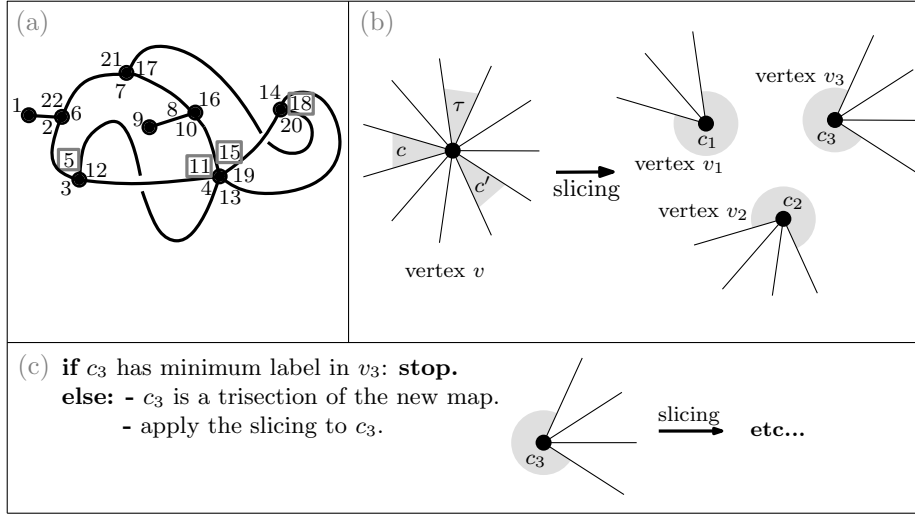 (a)
21 17
7
1 22 6
2
9 8 16
10
14 18
20
5 12
3
11 15
4 19
13
(b)
τ
c
c′
vertex v
slicing
c₁
vertex v₁
vertex v₃
c₃
c₂
vertex v₂
(c) if c₃ has minimum label in v₃: stop.
else: - c₃ is a trisection of the new map.
- apply the slicing to c₃.
c₃
slicing
etc...